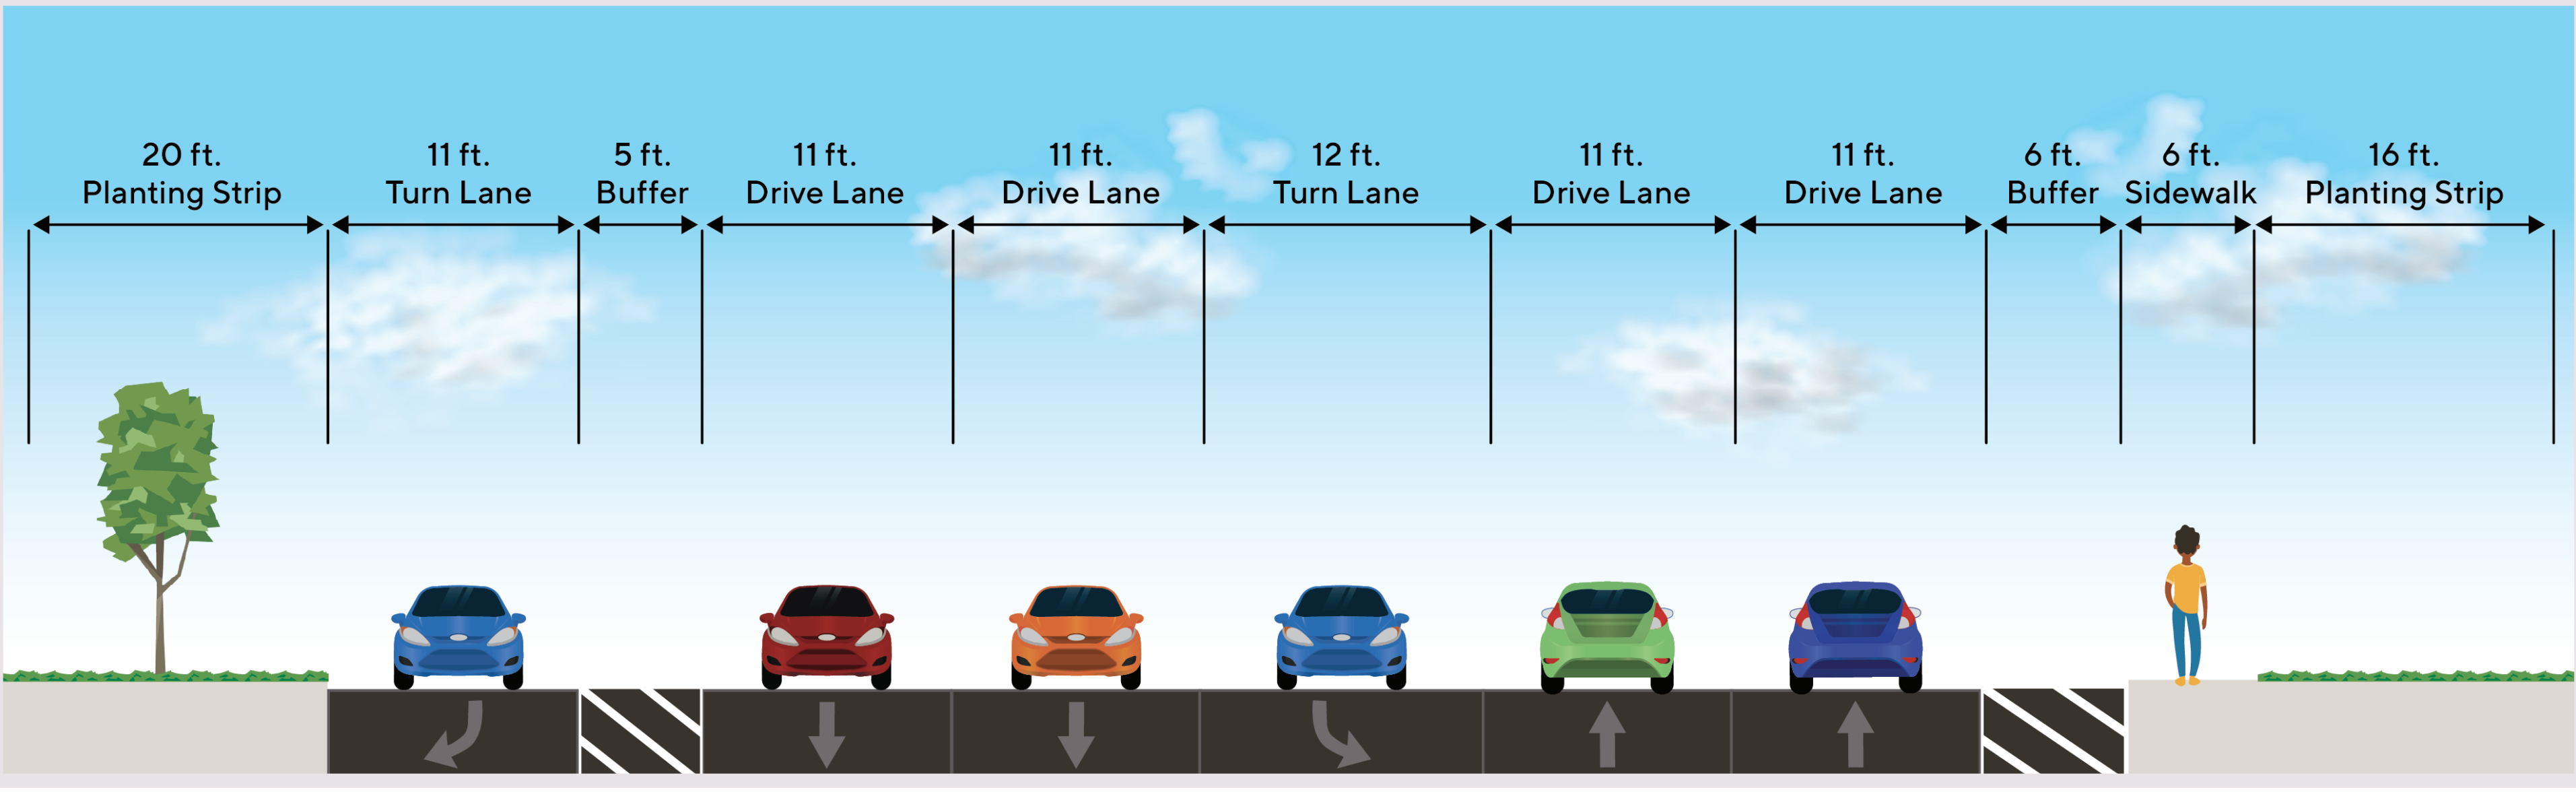 20 ft.
Planting Strip
11 ft.
Turn Lane
5 ft.
Buffer
11 ft.
Drive Lane
11 ft.
Drive Lane
12 ft.
Turn Lane
11 ft.
Drive Lane
11 ft.
Drive Lane
6 ft.
Buffer
6 ft.
Sidewalk
16 ft.
Planting Strip